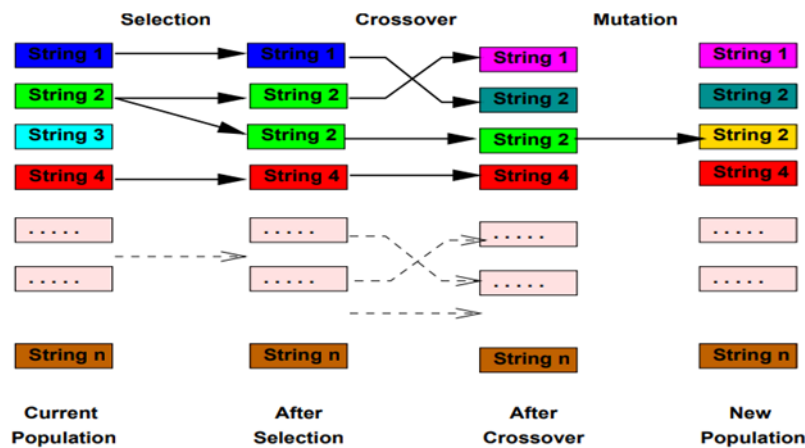 Selection Crossover Mutation
String 1 String 1 String 1 String 1
String 2 String 2 String 2 String 2
String 3 String 2 String 2 String 2
String 4 String 4 String 4 String 4
. . . . . . . . . . . . . . . . . . . .
. . . . . . . . . . . . . . . . . . . .
String n String n String n String n
Current After After New
Population Selection Crossover Population